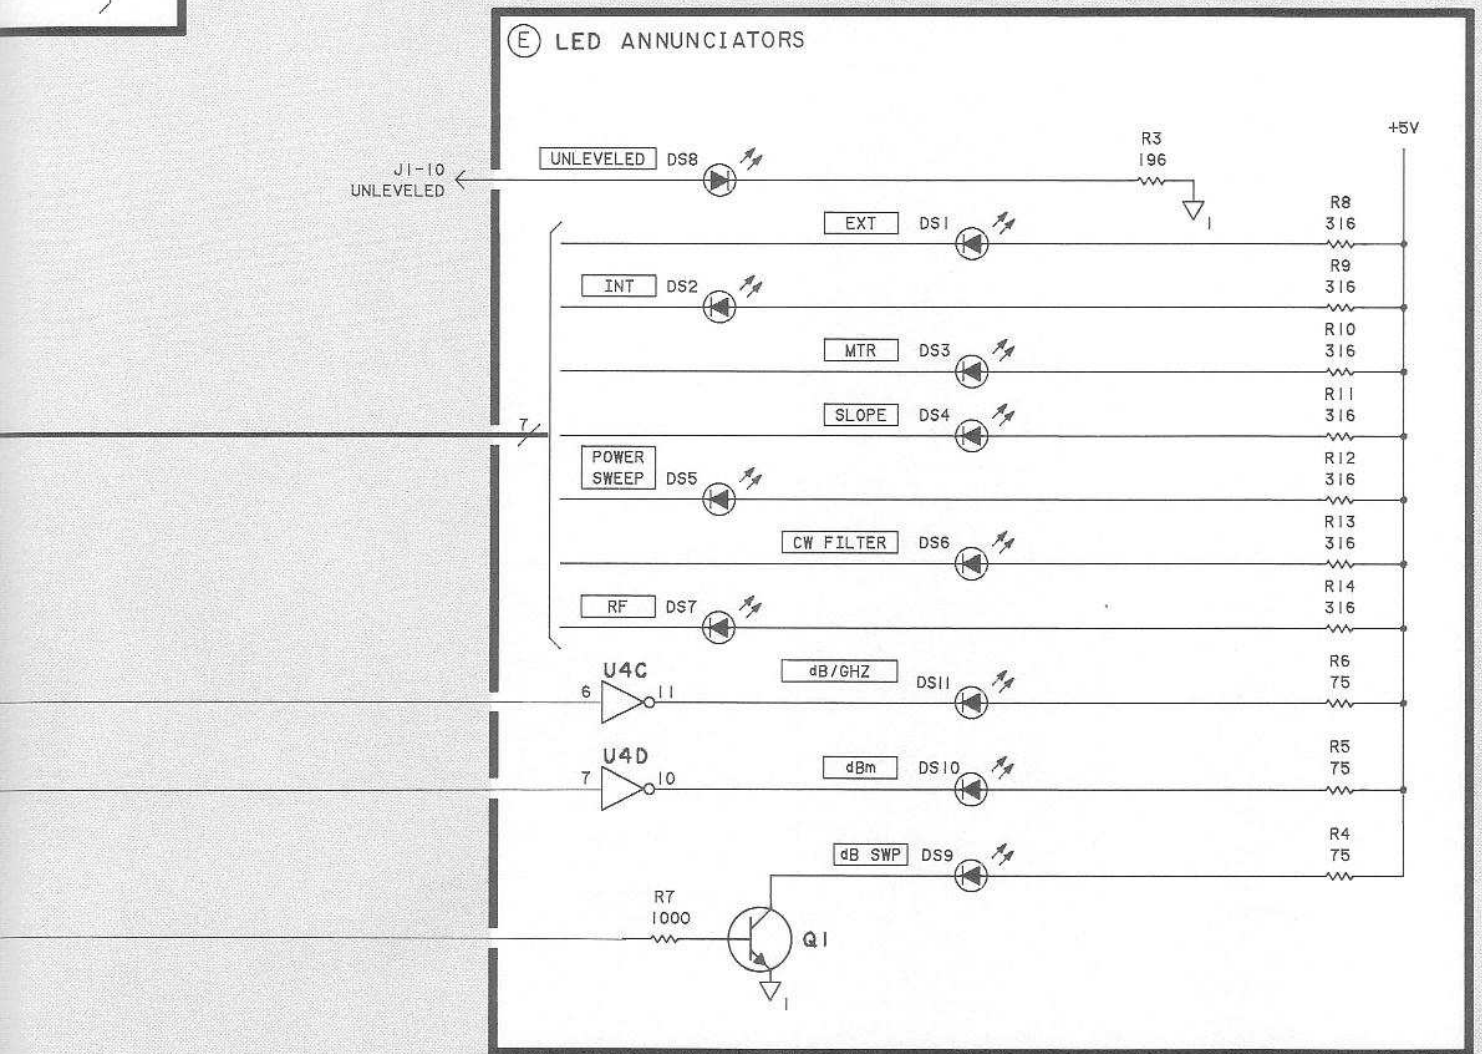 E LED ANNUNCIATORS
+5V
R3
196
UNLEVELED DS8
J1-10
UNLEVELED
1
R8
316
EXT DS1
R9
316
INT DS2
R10
316
MTR DS3
R11
316
SLOPE DS4
7
POWER
SWEEP DS5
R12
316
R13
316
CW FILTER DS6
R14
316
RF DS7
U4C
6 11
dB/GHZ DS11
R6
75
U4D
7 10
dBm DS10
R5
75
R4
75
dB SWP DS9
R7
1000
Q1
1